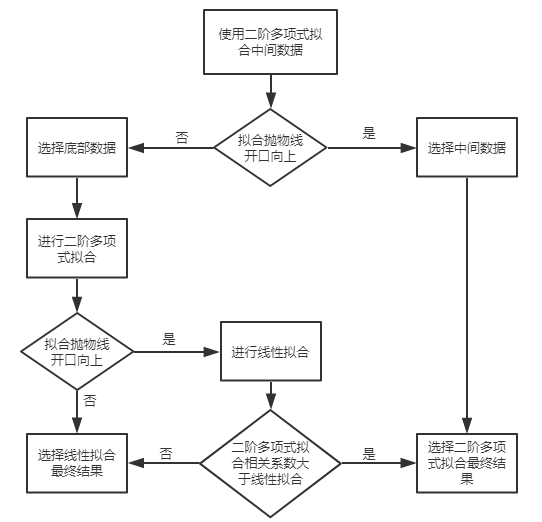 使用二阶多项式拟
合中间数据
拟合抛物线
开口向上
否
是
选择底部数据
选择中间数据
进行二阶多项
式拟合
拟合抛物线
开口向上
是
进行线性拟合
否
选择线性拟合
最终结果
否
二阶多项式拟
合相关系数大
于线性拟合
是
选择二阶多项
式拟合最终结
果